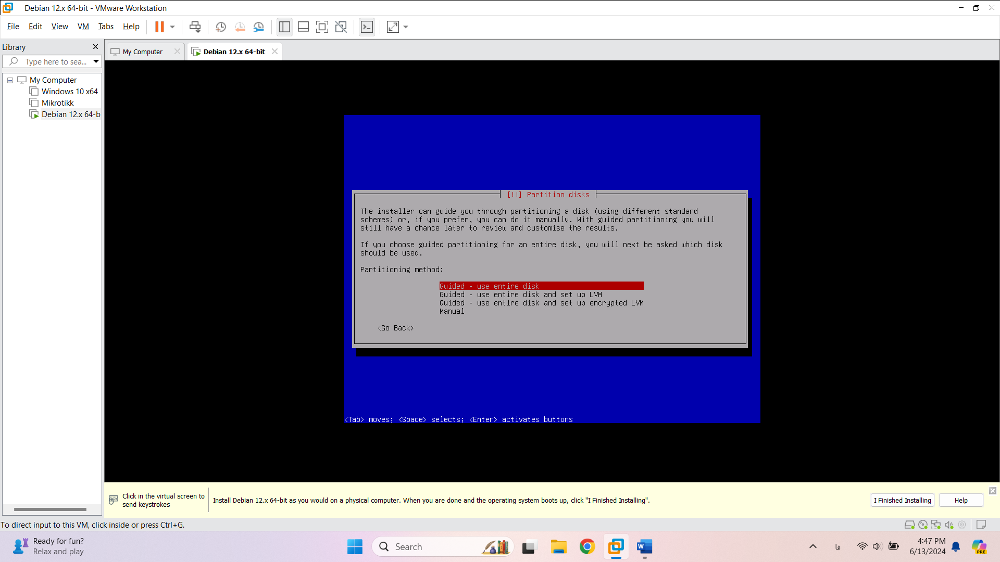 Debian 12.x 64-bit - VMware Workstation
File Edit View VM Tabs Help
Library
Type here to sea...
My Computer
Windows 10 x64
Mikrotikk
Debian 12.x 64-b
My Computer
Debian 12.x 64-bit
[!!] Partition disks
The installer can guide you through partitioning a disk (using different standard
schemes) or, if you prefer, you can do it manually. With guided partitioning you will
still have a chance later to review and customise the results.
If you choose guided partitioning for an entire disk, you will next be asked which disk
should be used.
Partitioning method:
Guided - use entire disk
Guided - use entire disk and set up LVM
Guided - use entire disk and set up encrypted LVM
Manual
<Go Back>
<Tab> moves; <Space> selects; <Enter> activates buttons
Click in the virtual screen to
send keystrokes
Install Debian 12.x 64-bit as you would on a physical computer. When you are done and the operating system boots up, click "I Finished Installing".
I Finished Installing
Help
To direct input to this VM, click inside or press Ctrl+G.
Ready for fun?
Relax and play
Search
W
فا
4:47 PM
6/13/2024
PRE